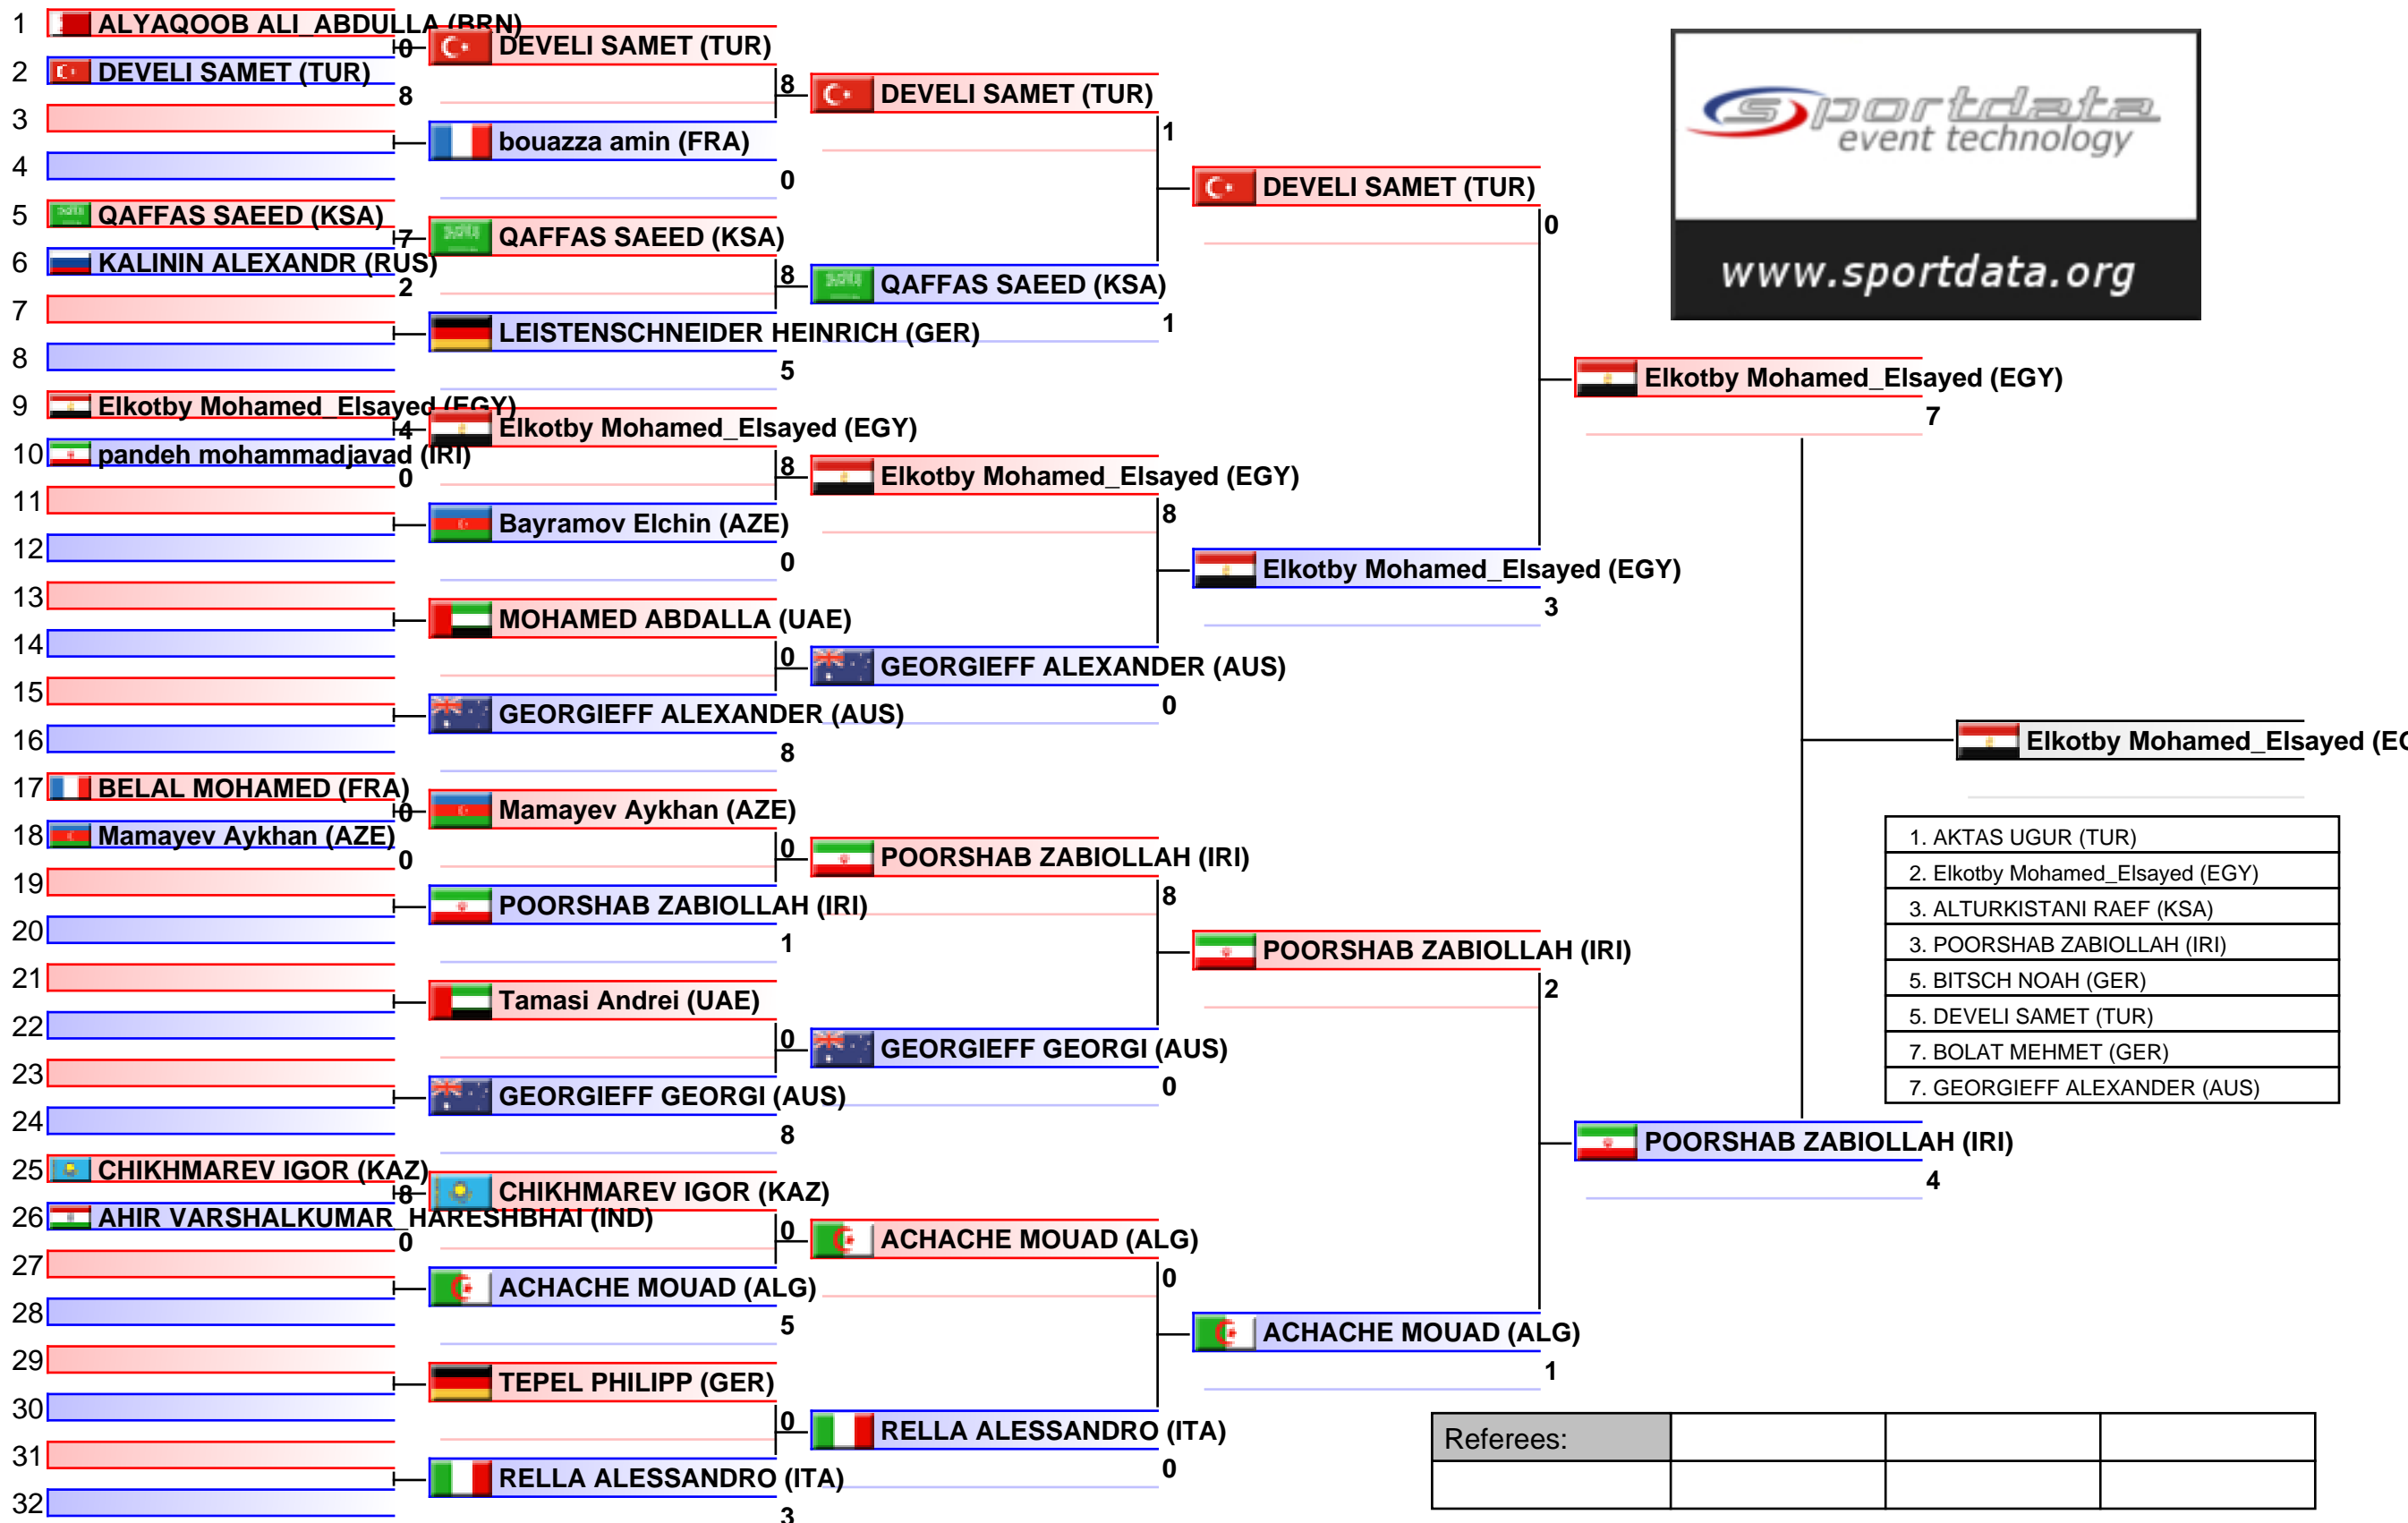 1 ALYAQOOB ALI_ABDULLA (BRN)
0
2 DEVELI SAMET (TUR)
8
3
4
5 QAFFAS SAEED (KSA)
7
6 KALININ ALEXANDR (RUS)
2
7
8
9 Elkotby Mohamed_Elsayed (EGY)
4
10 pandeh mohammadjavad (IRI)
0
11
12
13
14
15
16
17 BELAL MOHAMED (FRA)
0
18 Mamayev Aykhan (AZE)
0
19
20
21
22
23
24
25 CHIKHMAREV IGOR (KAZ)
8
26 AHIR VARSHALKUMAR_HARESHBHAI (IND)
0
27
28
29
30
31
32
DEVELI SAMET (TUR)
8
bouazza amin (FRA)
0
QAFFAS SAEED (KSA)
8
LEISTENSCHNEIDER HEINRICH (GER)
5
Elkotby Mohamed_Elsayed (EGY)
8
Bayramov Elchin (AZE)
0
MOHAMED ABDALLA (UAE)
0
GEORGIEFF ALEXANDER (AUS)
8
Mamayev Aykhan (AZE)
0
POORSHAB ZABIOLLAH (IRI)
1
Tamasi Andrei (UAE)
0
GEORGIEFF GEORGI (AUS)
8
CHIKHMAREV IGOR (KAZ)
0
ACHACHE MOUAD (ALG)
5
TEPEL PHILIPP (GER)
0
RELLA ALESSANDRO (ITA)
3
DEVELI SAMET (TUR)
1
QAFFAS SAEED (KSA)
1
Elkotby Mohamed_Elsayed (EGY)
8
GEORGIEFF ALEXANDER (AUS)
0
POORSHAB ZABIOLLAH (IRI)
8
GEORGIEFF GEORGI (AUS)
0
ACHACHE MOUAD (ALG)
0
RELLA ALESSANDRO (ITA)
0
DEVELI SAMET (TUR)
0
Elkotby Mohamed_Elsayed (EGY)
3
POORSHAB ZABIOLLAH (IRI)
2
ACHACHE MOUAD (ALG)
1
Elkotby Mohamed_Elsayed (EGY)
7
POORSHAB ZABIOLLAH (IRI)
4
Elkotby Mohamed_Elsayed (EG
sportdata
event technology
www.sportdata.org
1. AKTAS UGUR (TUR)
2. Elkotby Mohamed_Elsayed (EGY)
3. ALTURKISTANI RAEF (KSA)
3. POORSHAB ZABIOLLAH (IRI)
5. BITSCH NOAH (GER)
5. DEVELI SAMET (TUR)
7. BOLAT MEHMET (GER)
7. GEORGIEFF ALEXANDER (AUS)
Referees: